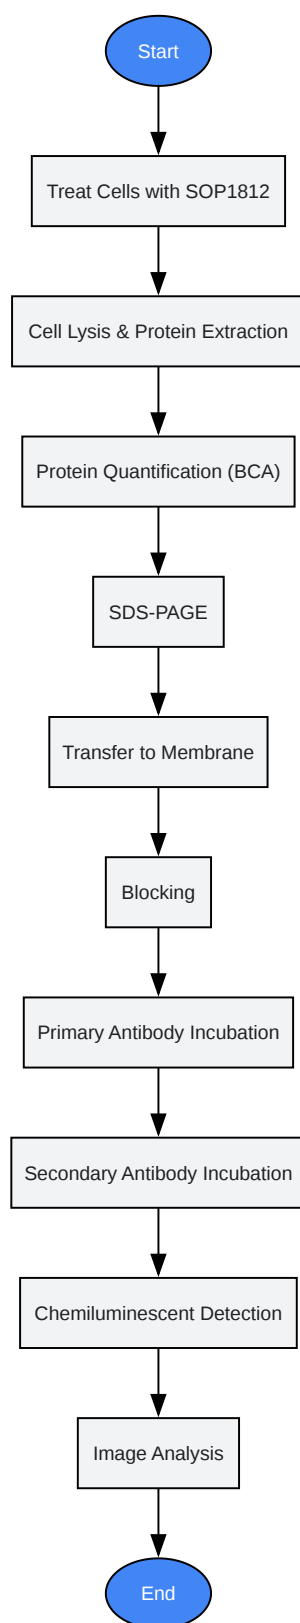 Start
Treat Cells with SOP1812
Cell Lysis & Protein Extraction
Protein Quantification (BCA)
SDS-PAGE
Transfer to Membrane
Blocking
Primary Antibody Incubation
Secondary Antibody Incubation
Chemiluminescent Detection
Image Analysis
End